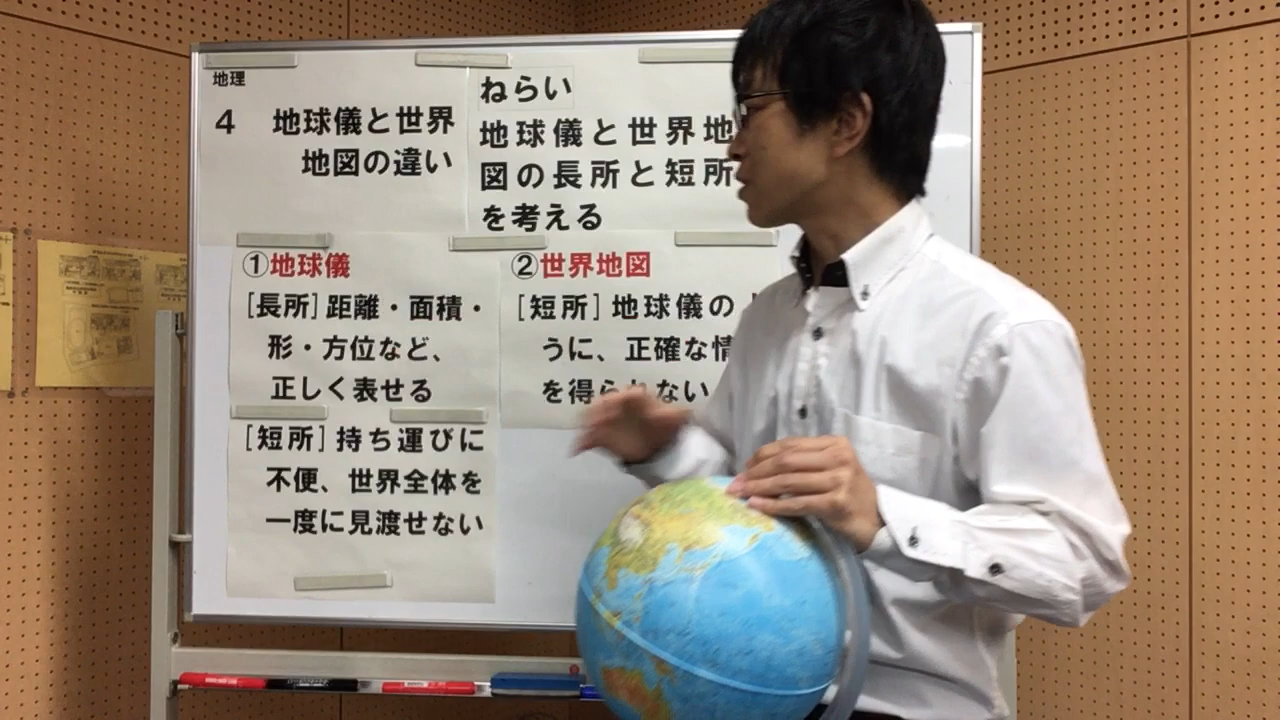 地理
4 地球儀と世界
地図の違い
ねらい
地球儀と世界地
図の長所と短所
を考える
①地球儀
[長所]距離・面積・
形・方位など、
正しく表せる
[短所]持ち運びに
不便、世界全体を
一度に見渡せない
②世界地図
[短所]地球儀の
うに、正確な情
を得られない